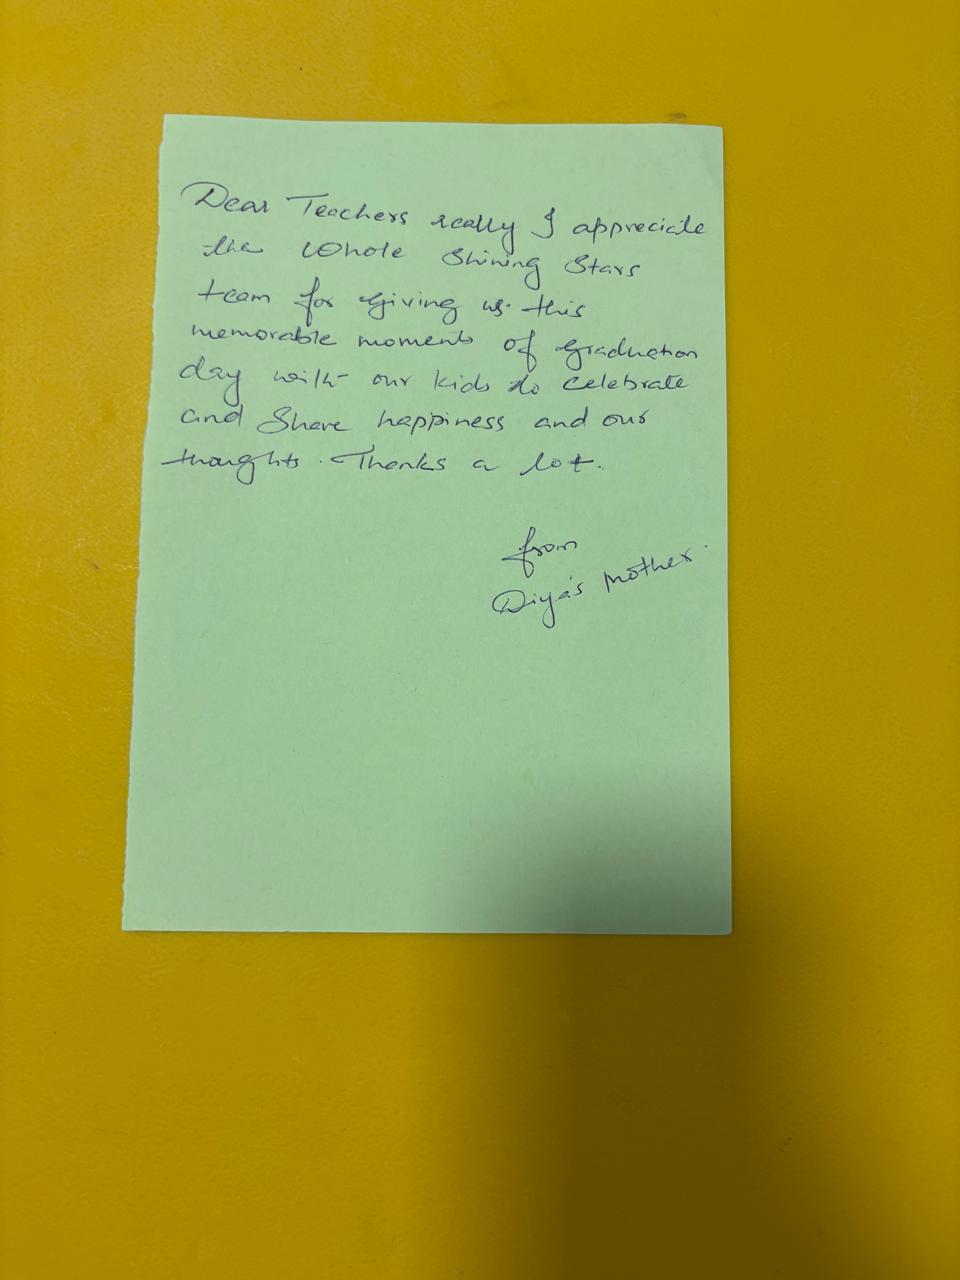 Dear Teachers really I appreciate
the Whole Shining Stars
team for Giving us this
memorable moments of Graduation
day with our kids to Celebrate
and Share happiness and our
thoughts. Thanks a lot.
from
Diya's Mother.